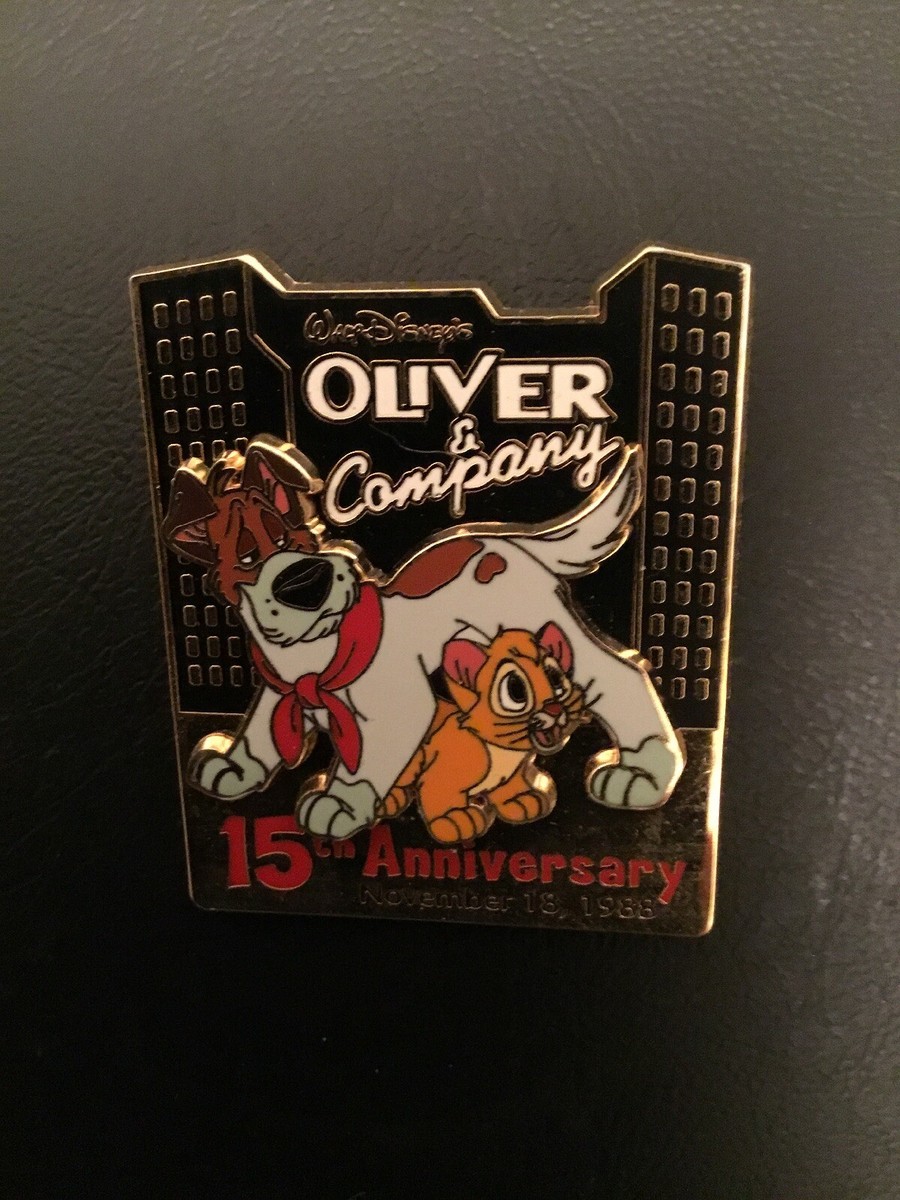 Walt Disney's
OLIVER
&
Company
15th Anniversary
November 18, 1988